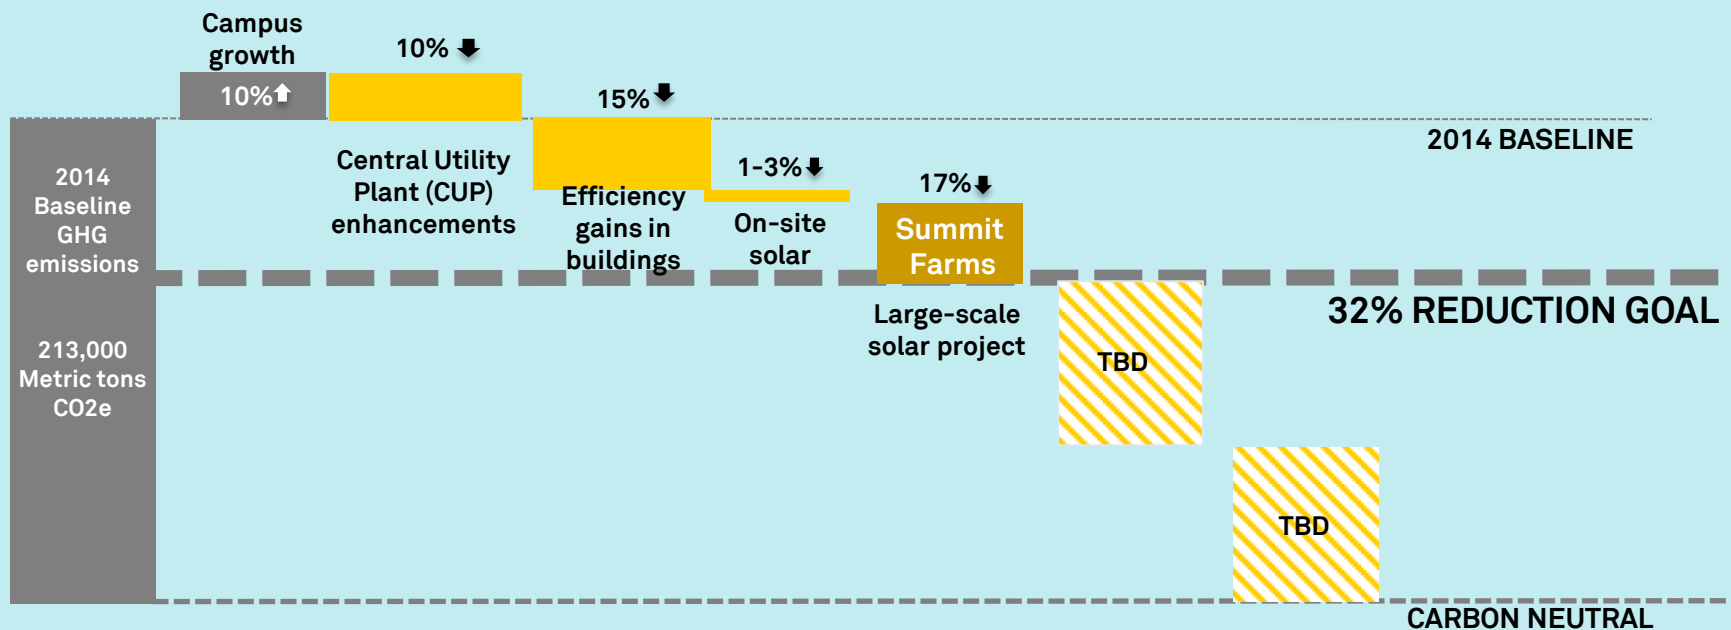 Campus
growth
10%
10%
Central Utility
Plant (CUP)
enhancements
15%
Efficiency
gains in
buildings
1-3%
On-site
solar
17%
Summit
Farms
Large-scale
solar project
2014 BASELINE
2014
Baseline
GHG
emissions
213,000
Metric tons
CO2e
32% REDUCTION GOAL
TBD
TBD
CARBON NEUTRAL